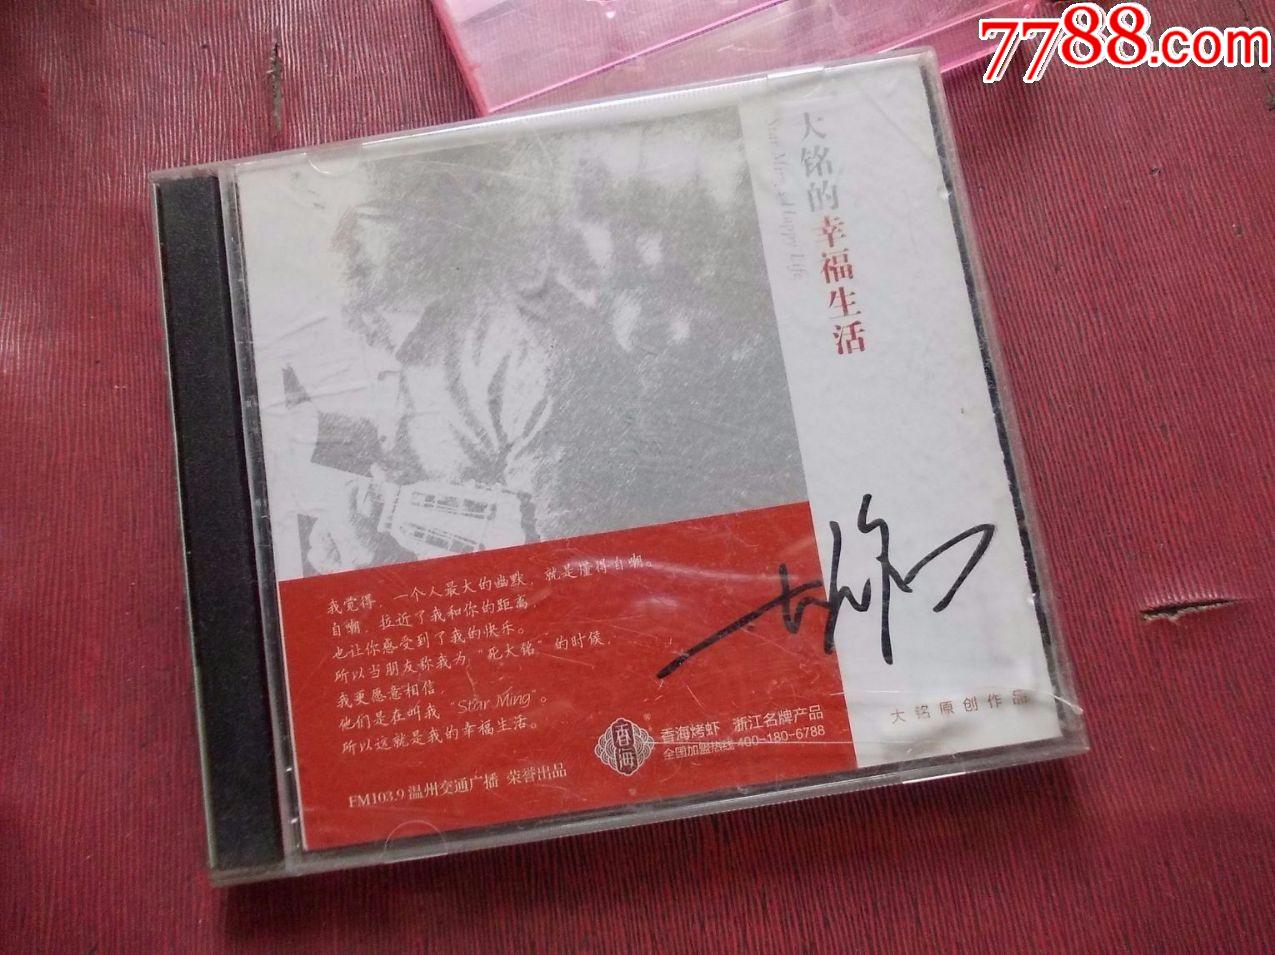 7788.com
大铭的幸福生活
Star Ming's Happy Life
我觉得，一个人最大的幽默，就是懂得自嘲。
自嘲，拉近了我和你的距离，
也让你感受到了我的快乐。
所以当朋友称我为“死大铭”的时候，
我更愿意相信，
他们是在叫我“Star Ming”。
所以这就是我的幸福生活。
FM103.9 温州交通广播 荣誉出品
香海
香海烤虾 浙江名牌产品
全国加盟热线 400-180-6788
大铭
大铭原创作品